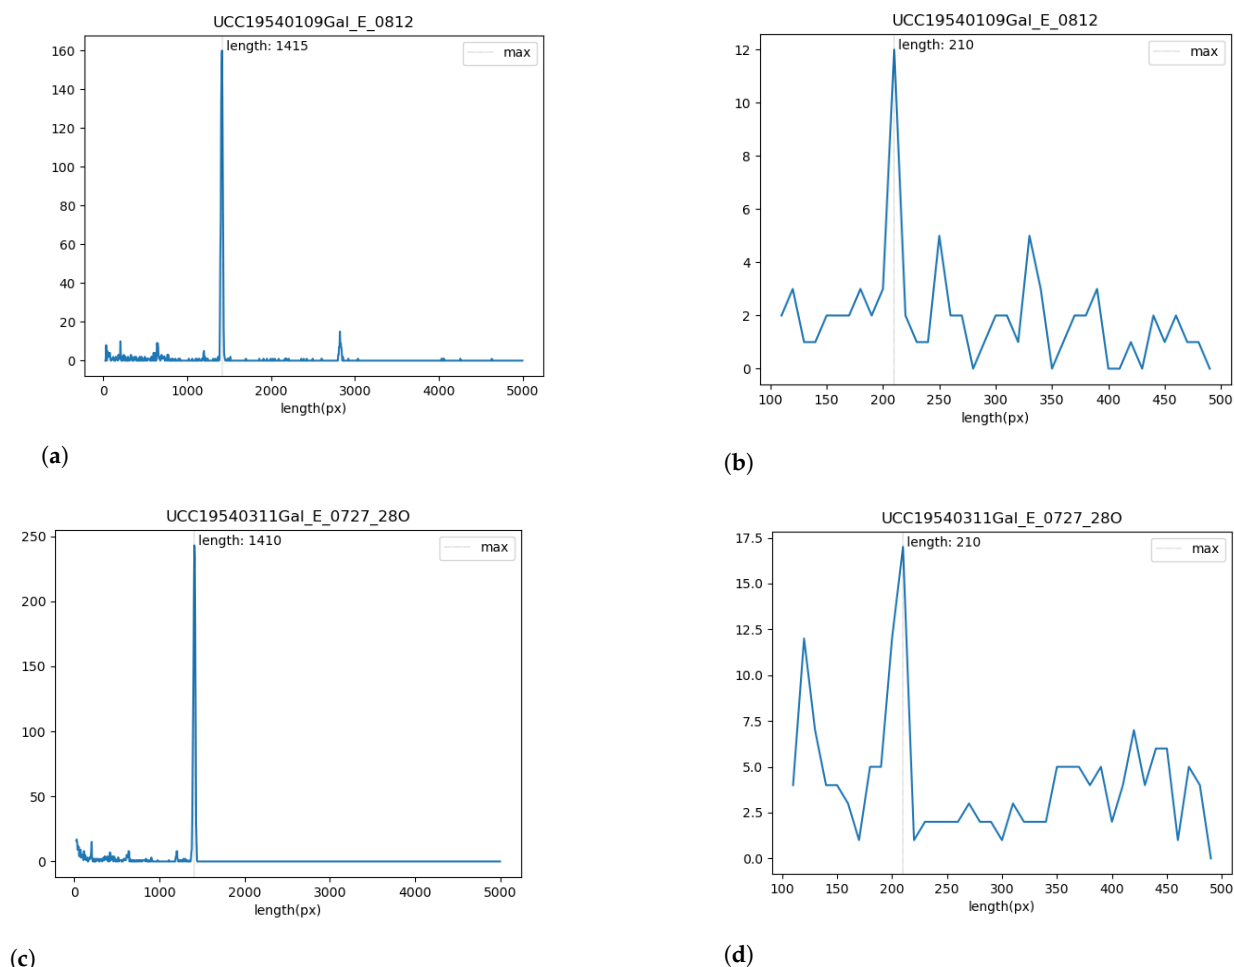 UCC19540109Gal_E_0812
length: 1415
max
160
140
120
100
80
60
40
20
0
0 1000 2000 3000 4000 5000
length(px)
(a)
UCC19540109Gal_E_0812
length: 210
max
12
10
8
6
4
2
0
100 150 200 250 300 350 400 450 500
length(px)
(b)
UCC19540311Gal_E_0727_28O
length: 1410
max
250
200
150
100
50
0
0 1000 2000 3000 4000 5000
length(px)
(c)
UCC19540311Gal_E_0727_28O
length: 210
max
17.5
15.0
12.5
10.0
7.5
5.0
2.5
0.0
100 150 200 250 300 350 400 450 500
length(px)
(d)